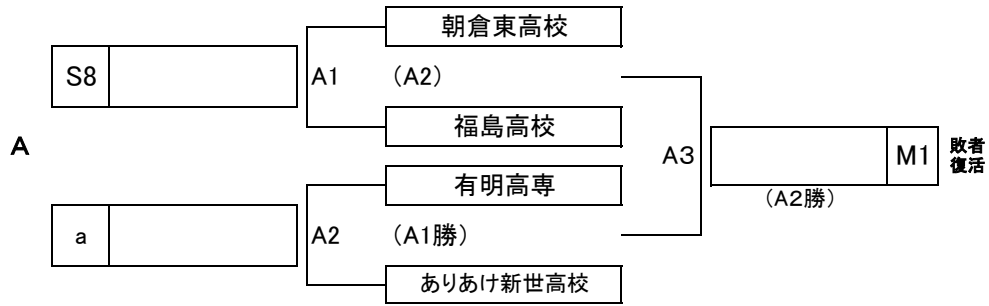 朝倉東高校
S8
A1
(A2)
福島高校
A
A3
M1
敗者
復活
有明高専
(A2勝)
a
A2
(A1勝)
ありあけ新世高校